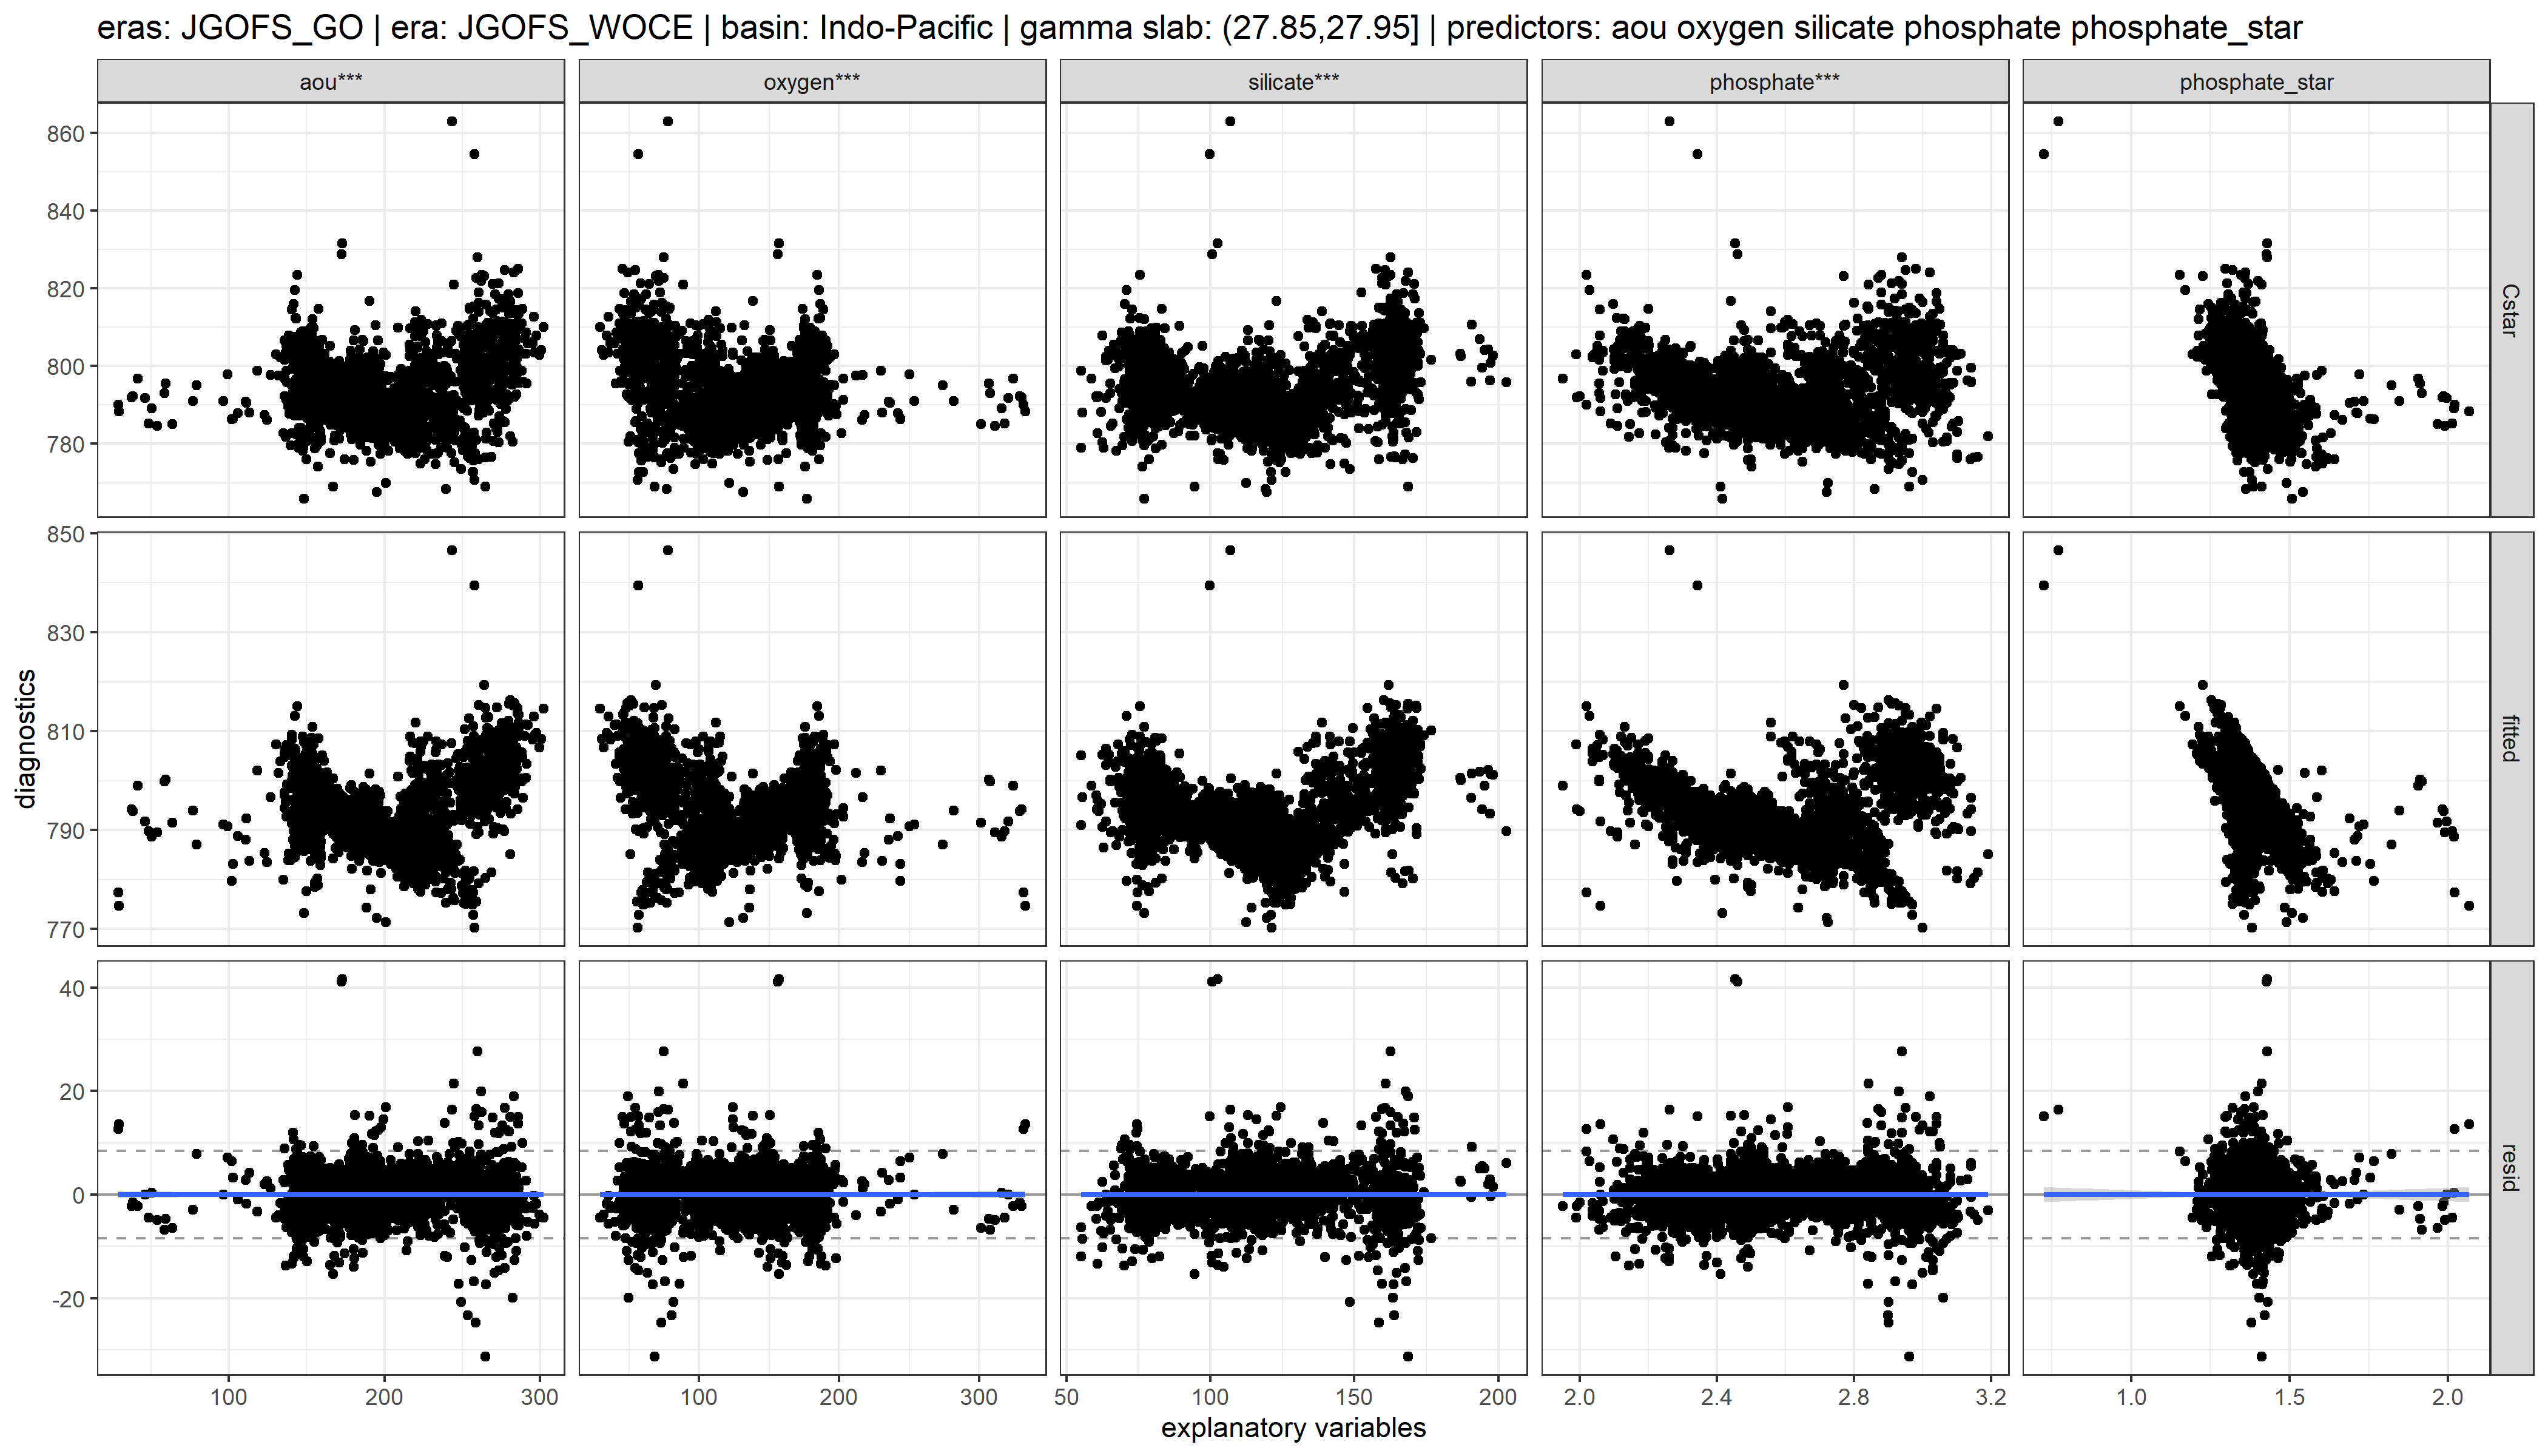 eras: JGOFS_GO | era: JGOFS_WOCE | basin: Indo-Pacific | gamma slab: (27.85,27.95] | predictors: aou oxygen silicate phosphate phosphate_star
aou*** oxygen*** silicate*** phosphate*** phosphate_star
860
840
820
800
780
Cstar
850
830
810
790
770
fitted
diagnostics
40
20
0
-20
resid
100 200 300 100 200 300 50 100 150 200 2.0 2.4 2.8 3.2 1.0 1.5 2.0
explanatory variables